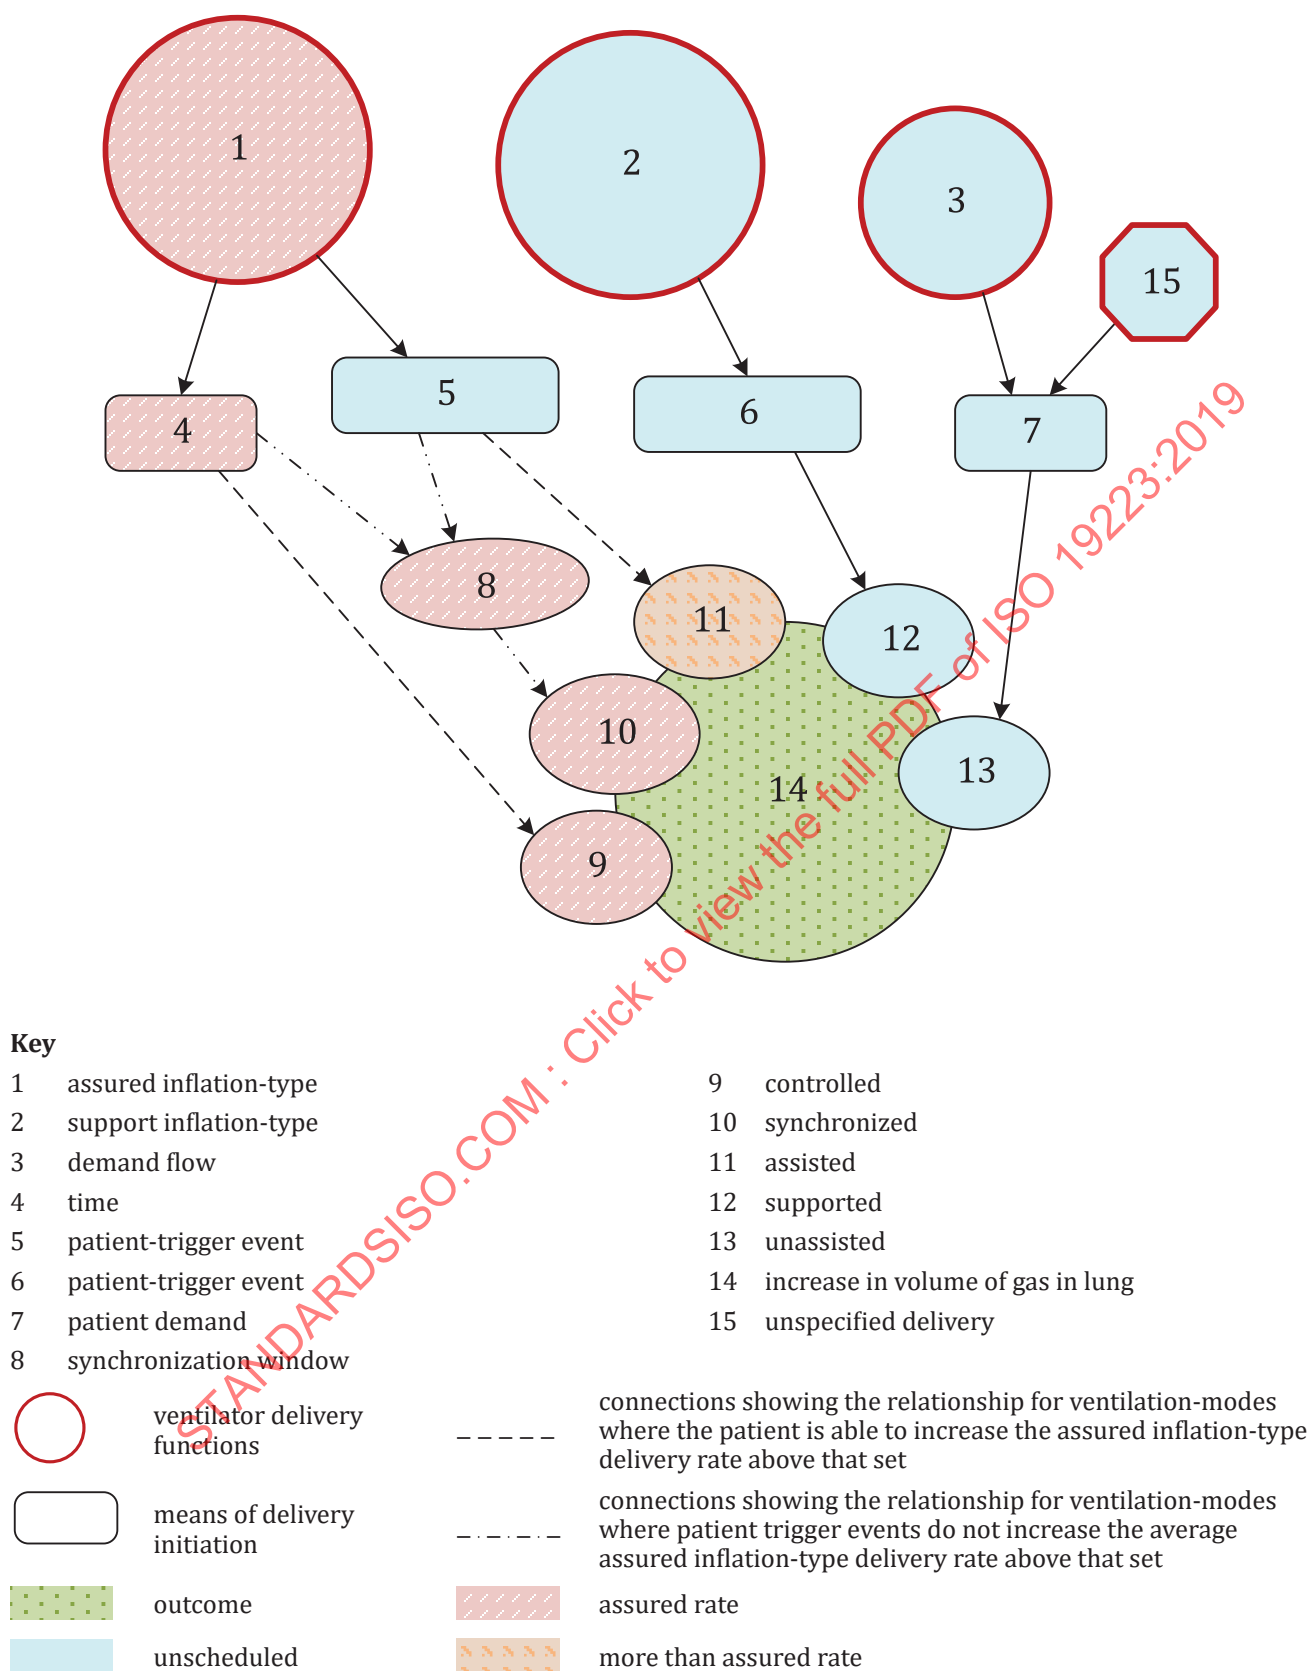 1
2
3
15
5
6
4
7
8
11
12
10
13
14
9
STANDARDSISO.COM : Click to view the full PDF of ISO 19223:2019
Key
1 assured inflation-type
2 support inflation-type
3 demand flow
4 time
5 patient-trigger event
6 patient-trigger event
7 patient demand
8 synchronization window
9 controlled
10 synchronized
11 assisted
12 supported
13 unassisted
14 increase in volume of gas in lung
15 unspecified delivery
ventilator delivery
functions
connections showing the relationship for ventilation-modes
where the patient is able to increase the assured inflation-type
delivery rate above that set
means of delivery
initiation
connections showing the relationship for ventilation-modes
where patient trigger events do not increase the average
assured inflation-type delivery rate above that set
outcome
assured rate
unscheduled
more than assured rate